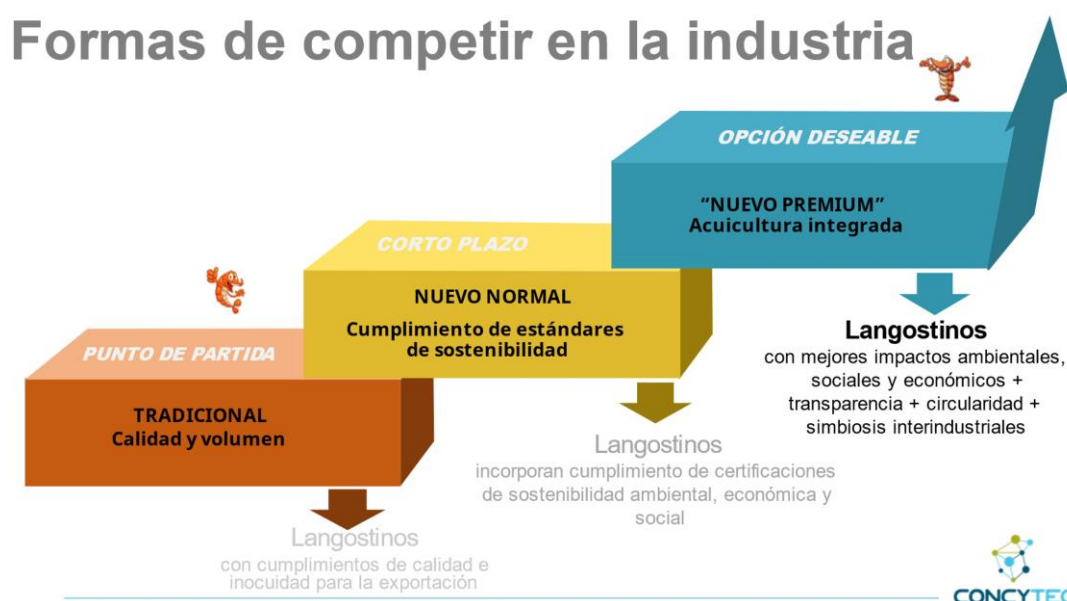 Formas de competir en la industria
OPCIÓN DESEABLE
“NUEVO PREMIUM”
Acuicultura integrada
CORTO PLAZO
NUEVO NORMAL
Cumplimiento de estándares
de sostenibilidad
PUNTO DE PARTIDA
TRADICIONAL
Calidad y volumen
Langostinos
con mejores impactos ambientales,
sociales y económicos +
transparencia + circularidad +
simbiosis interindustriales
Langostinos
incorporan cumplimiento de certificaciones
de sostenibilidad ambiental, económica y
social
Langostinos
con cumplimientos de calidad e
inocuidad para la exportación
CONCYTEC